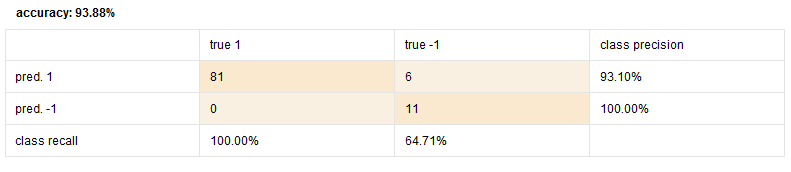 accuracy: 93.88%
true 1 true -1 class precision
pred. 1 81 6 93.10%
pred. -1 0 11 100.00%
class recall 100.00% 64.71%